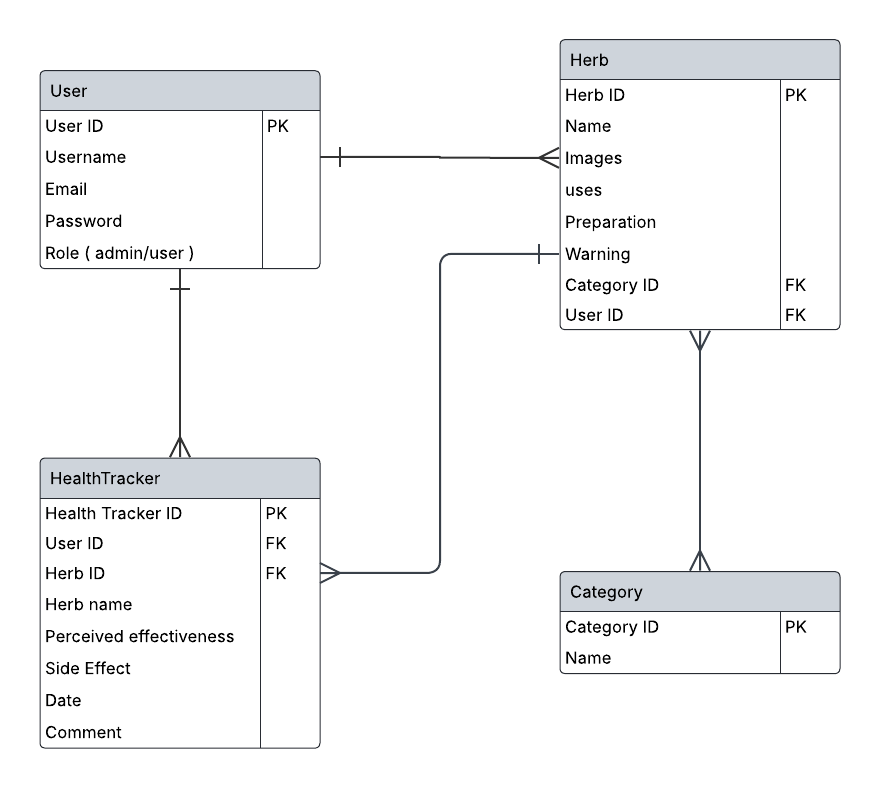 User
User ID PK
Username
Email
Password
Role ( admin/user )
Herb
Herb ID PK
Name
Images
uses
Preparation
Warning
Category ID FK
User ID FK
HealthTracker
Health Tracker ID PK
User ID FK
Herb ID FK
Herb name
Perceived effectiveness
Side Effect
Date
Comment
Category
Category ID PK
Name